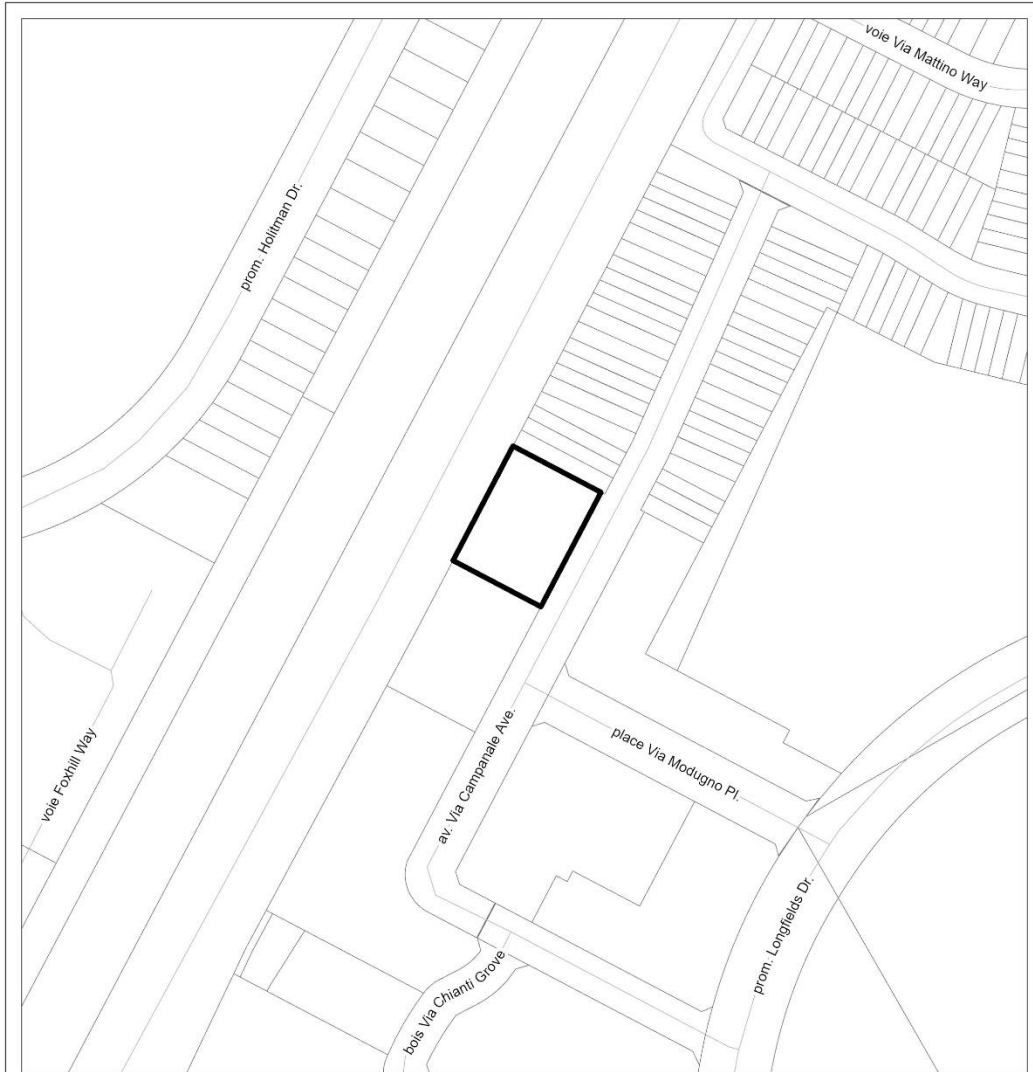 voie Via Mattino Way
prom. Holitman Dr.
place Via Modugno Pl.
av. Via Campanale Ave.
voie Foxhill Way
prom. Longfields Dr.
bois Via Chianti Grove